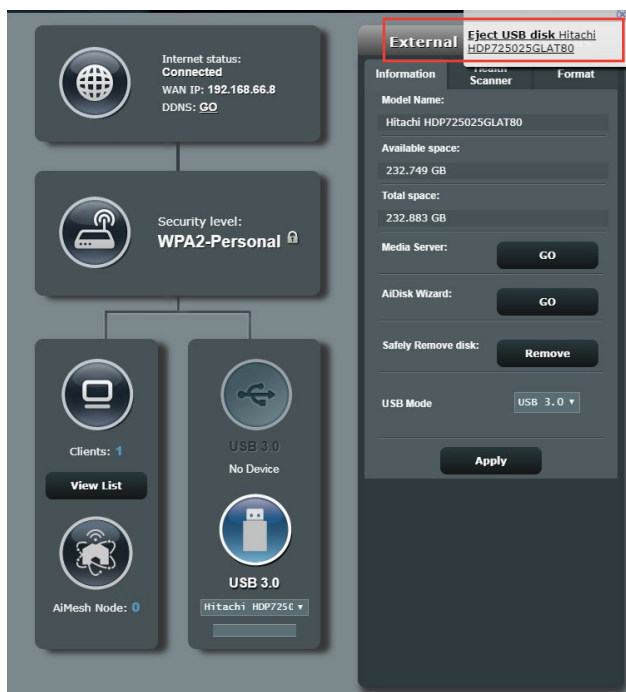 Internet status:
Connected
WAN IP: 192.168.66.8
DDNS: GO
Security level:
WPA2-Personal
Clients: 1
View List
AiMesh Node: 0
USB 3.0
No Device
USB 3.0
Hitachi HDP725(
External
Eject USB disk Hitachi
HDP725025GLAT80
Information
Health
Scanner
Format
Model Name:
Hitachi HDP725025GLAT80
Available space:
232.749 GB
Total space:
232.883 GB
Media Server:
GO
AiDisk Wizard:
GO
Safely Remove disk:
Remove
USB Mode
USB 3.0
Apply